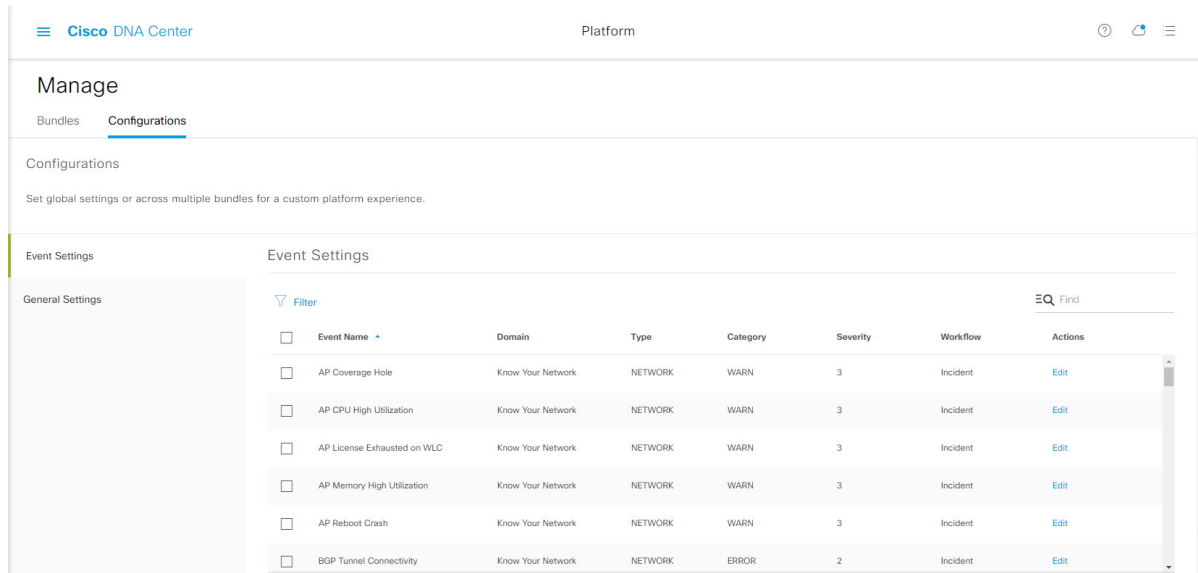 Cisco DNA Center Platform
Manage
Bundles Configurations
Configurations
Set global settings or across multiple bundles for a custom platform experience.
Event Settings Event Settings
General Settings Filter Find
Event Name Domain Type Category Severity Workflow Actions
AP Coverage Hole Know Your Network NETWORK WARN 3 Incident Edit
AP CPU High Utilization Know Your Network NETWORK WARN 3 Incident Edit
AP License Exhausted on WLC Know Your Network NETWORK WARN 3 Incident Edit
AP Memory High Utilization Know Your Network NETWORK WARN 3 Incident Edit
AP Reboot Crash Know Your Network NETWORK WARN 3 Incident Edit
BGP Tunnel Connectivity Know Your Network NETWORK ERROR 2 Incident Edit